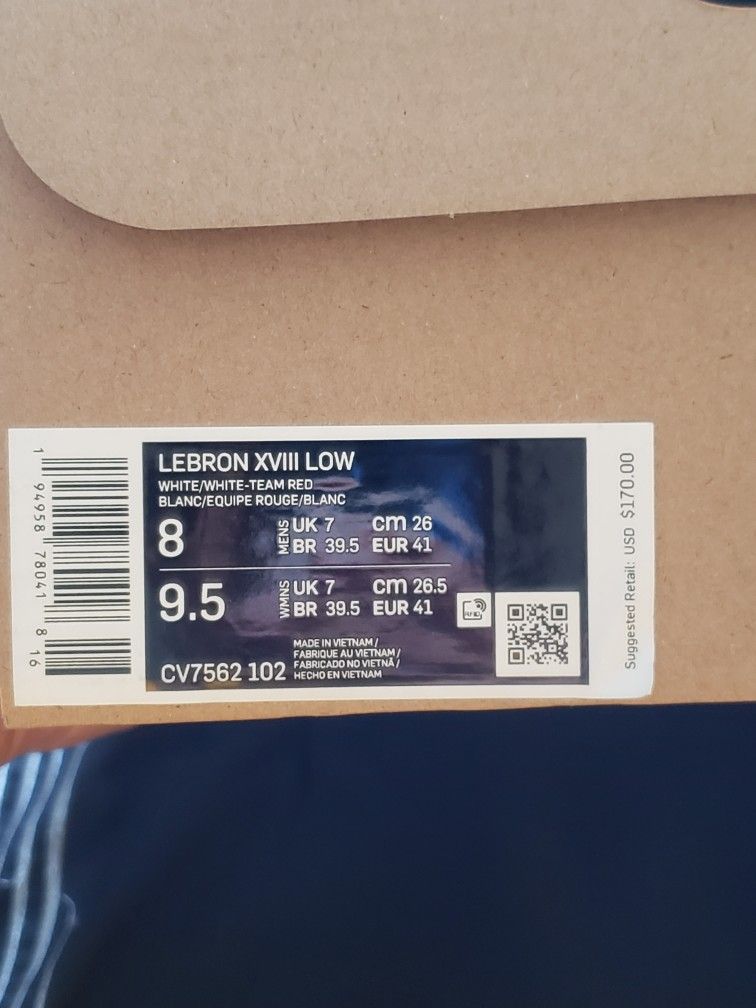 LEBRON XVIII LOW
WHITE/WHITE-TEAM RED
BLANC/EQUIPE ROUGE/BLANC
8 MENS UK 7 cm 26
BR 39.5 EUR 41
9.5 WMNS UK 7 cm 26.5
BR 39.5 EUR 41
RFID
CV7562 102
MADE IN VIETNAM /
FABRIQUE AU VIETNAM /
FABRICADO NO VIETNÃ /
HECHO EN VIETNAM
1 94958 78041 8 16
Suggested Retail: USD $170.00